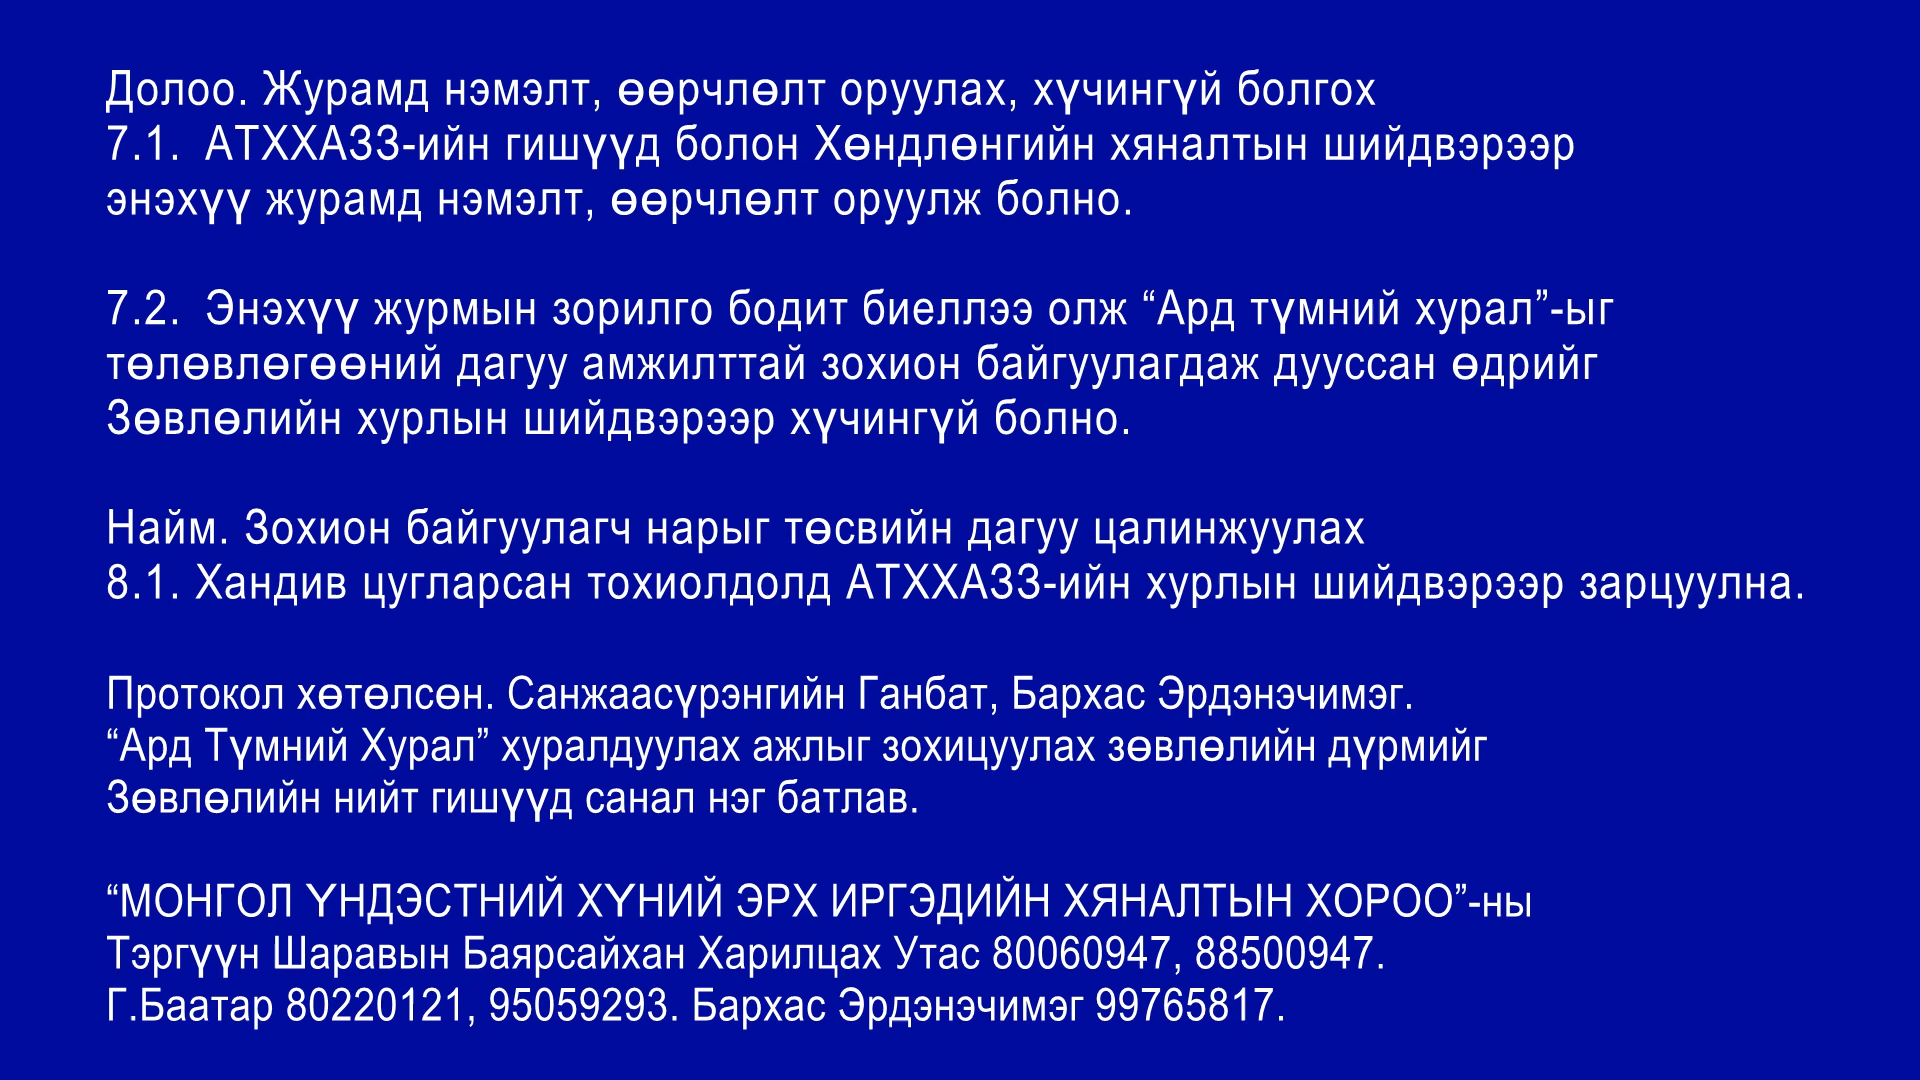 Долоо. Журамд нэмэлт, өөрчлөлт оруулах, хүчингүй болгох
7.1. АТХХАЗЗ-ийн гишүүд болон Хөндлөнгийн хяналтын шийдвэрээр
энэхүү журамд нэмэлт, өөрчлөлт оруулж болно.
7.2. Энэхүү журмын зорилго бодит биеллээ олж “Ард түмний хурал”-ыг
төлөвлөгөөний дагуу амжилттай зохион байгуулагдаж дууссан өдрийг
Зөвлөлийн хурлын шийдвэрээр хүчингүй болно.
Найм. Зохион байгуулагч нарыг төсвийн дагуу цалинжуулах
8.1. Хандив цугларсан тохиолдолд АТХХАЗЗ-ийн хурлын шийдвэрээр зарцуулна.
Протокол хөтөлсөн. Санжаасүрэнгийн Ганбат, Бархас Эрдэнэчимэг.
“Ард Түмний Хурал” хуралдуулах ажлыг зохицуулах зөвлөлийн дүрмийг
Зөвлөлийн нийт гишүүд санал нэг батлав.
“МОНГОЛ ҮНДЭСТНИЙ ХҮНИЙ ЭРХ ИРГЭДИЙН ХЯНАЛТЫН ХОРОО”-ны
Тэргүүн Шаравын Баярсайхан Харилцах Утас 80060947, 88500947.
Г.Баатар 80220121, 95059293. Бархас Эрдэнэчимэг 99765817.